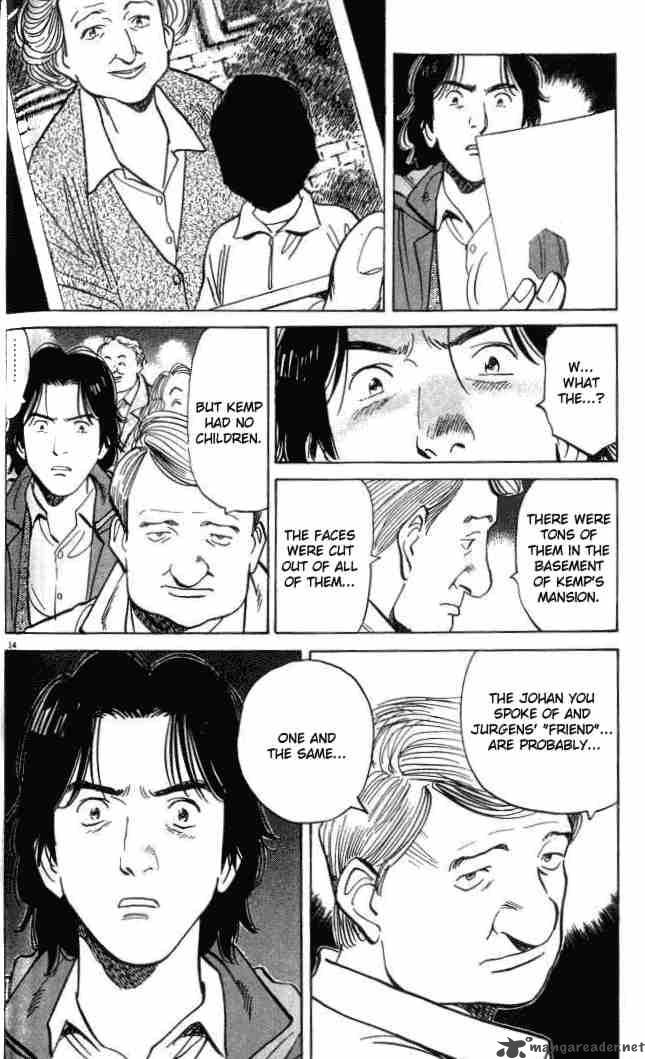 W...
WHAT
THE...?
BUT KEMP
HAD NO
CHILDREN.
......
THERE WERE
TONS OF
THEM IN THE
BASEMENT
OF KEMP'S
MANSION.
THE FACES
WERE CUT
OUT OF ALL
OF THEM...
14
THE JOHAN YOU
SPOKE OF AND
JURGENS' "FRIEND"...
ARE PROBABLY...
ONE AND
THE SAME...
mangareader.net